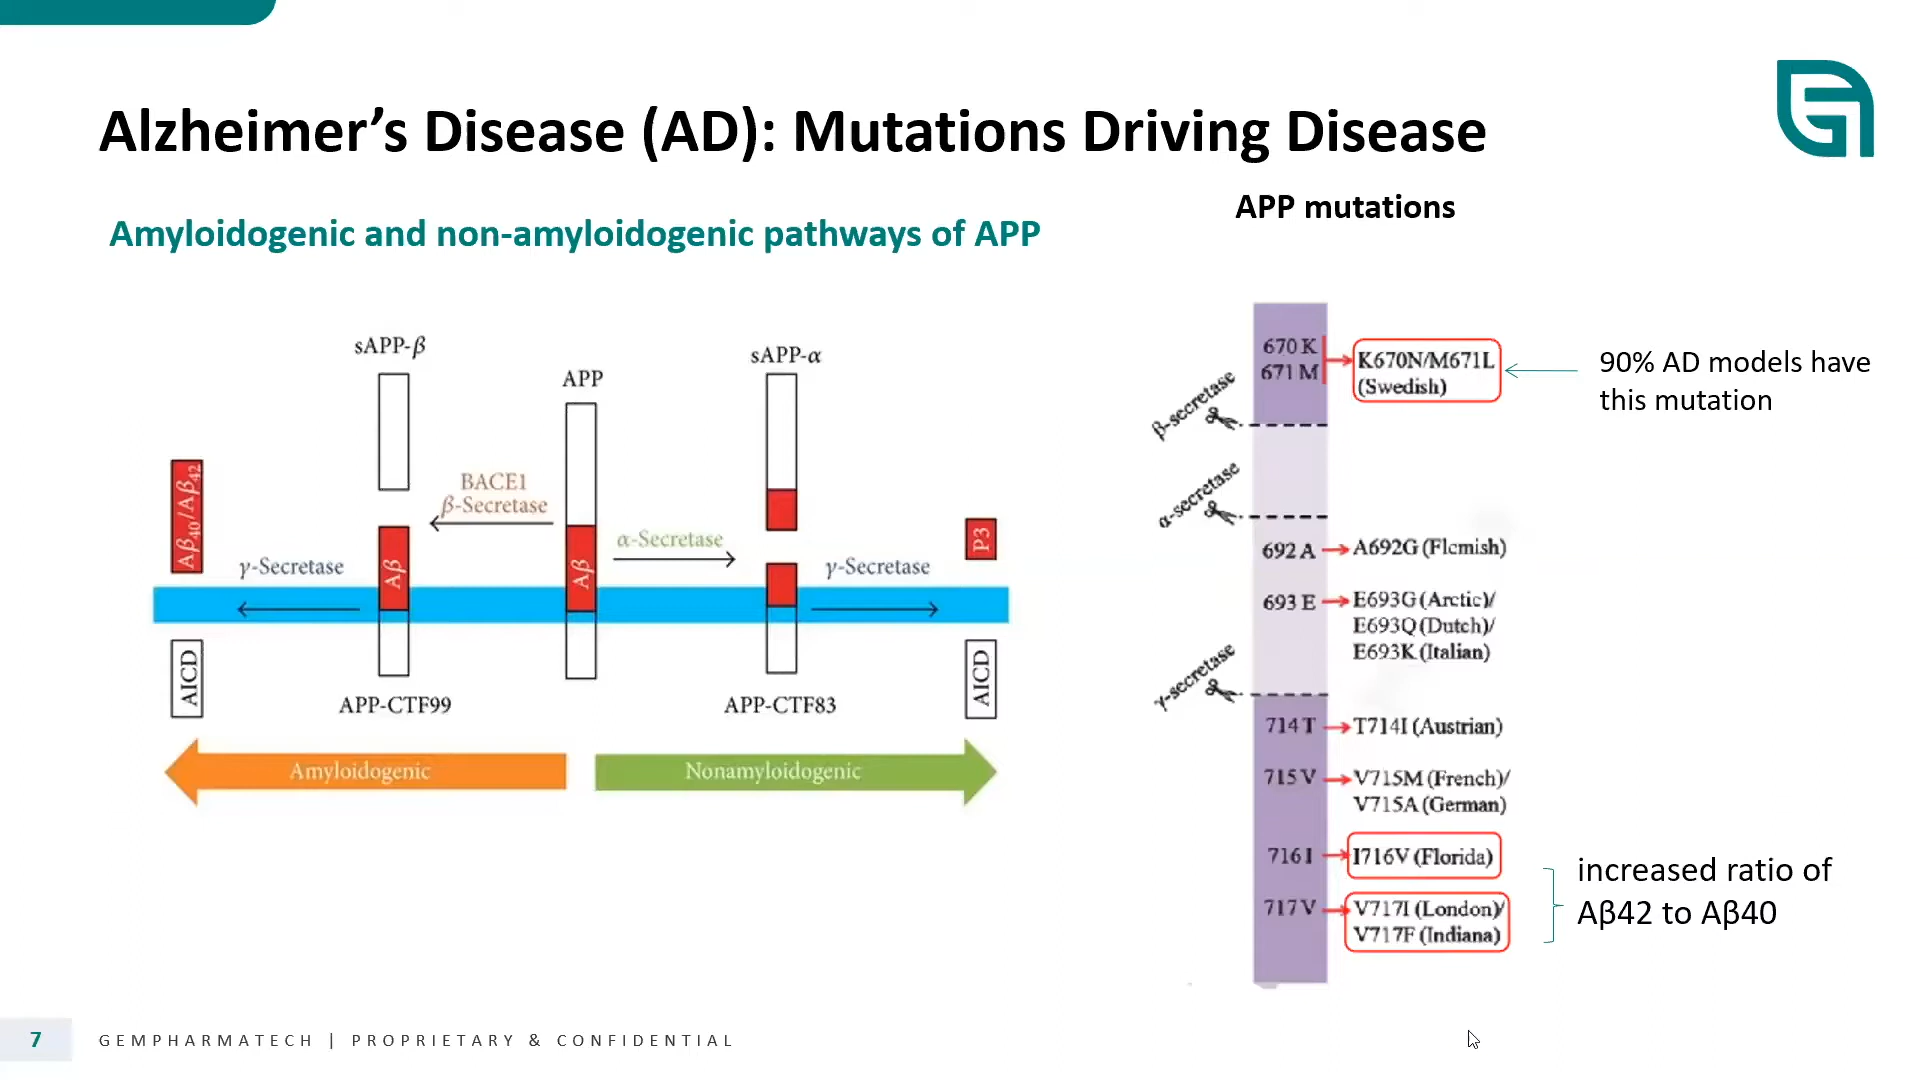 Alzheimer’s Disease (AD): Mutations Driving Disease
Amyloidogenic and non-amyloidogenic pathways of APP
sAPP-β
sAPP-α
APP
BACE1
β-Secretase
α-Secretase
Aβ40/Aβ42
γ-Secretase
Aβ
Aβ
γ-Secretase
P3
AICD
AICD
APP-CTF99
APP-CTF83
Amyloidogenic
Nonamyloidogenic
APP mutations
670 K
671 M
K670N/M671L
(Swedish)
90% AD models have
this mutation
β-secretase
α-secretase
692 A
A692G (Flemish)
693 E
E693G (Arctic)/
E693Q (Dutch)/
E693K (Italian)
γ-secretase
714 T
T714I (Austrian)
715 V
V715M (French)/
V715A (German)
716 I
I716V (Florida)
717 V
V717I (London)/
V717F (Indiana)
increased ratio of
Aβ42 to Aβ40
7
GEMPHARMATECH | PROPRIETARY & CONFIDENTIAL